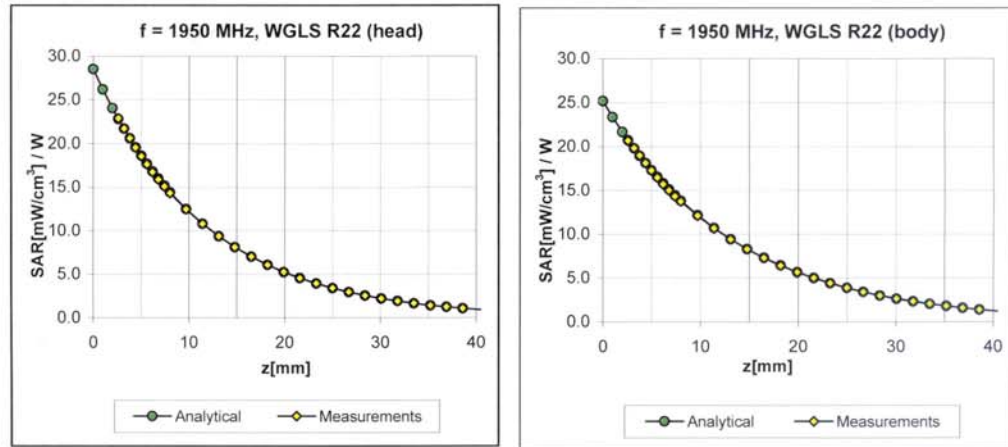 f = 1950 MHz, WGLS R22 (head)
SAR[mW/cm³] / W
30.0
25.0
20.0
15.0
10.0
5.0
0.0
0 10 20 30 40
z[mm]
Analytical Measurements
f = 1950 MHz, WGLS R22 (body)
SAR[mW/cm³] / W
30.0
25.0
20.0
15.0
10.0
5.0
0.0
0 10 20 30 40
z[mm]
Analytical Measurements